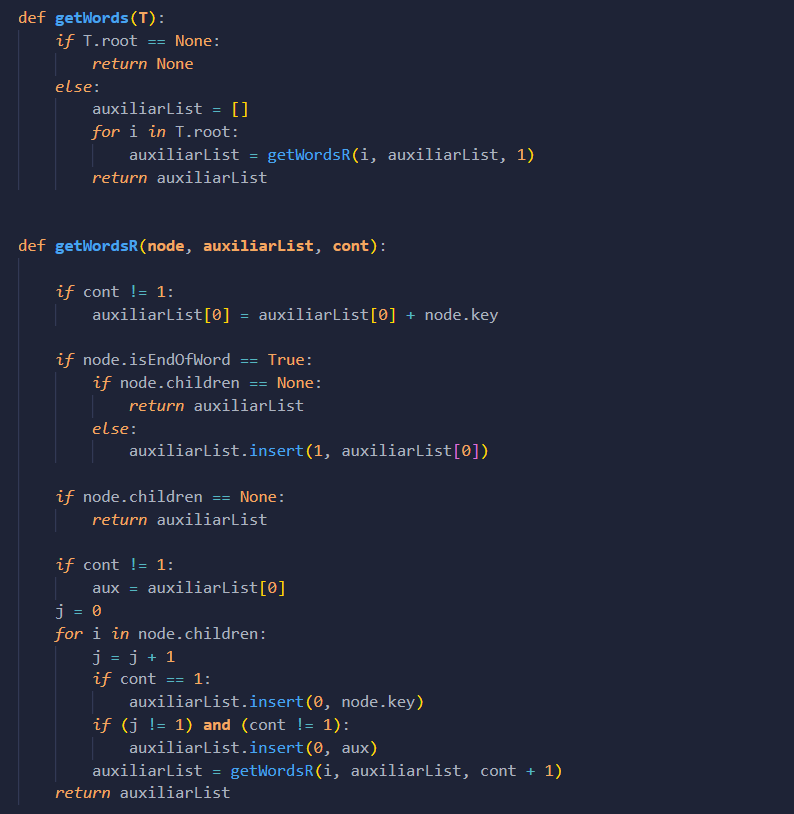 def getWords(T):
    if T.root == None:
        return None
    else:
        auxiliarList = []
        for i in T.root:
            auxiliarList = getWordsR(i, auxiliarList, 1)
        return auxiliarList
def getWordsR(node, auxiliarList, cont):
    if cont != 1:
        auxiliarList[0] = auxiliarList[0] + node.key
    if node.isEndOfWord == True:
        if node.children == None:
            return auxiliarList
        else:
            auxiliarList.insert(1, auxiliarList[0])
    if node.children == None:
        return auxiliarList
    if cont != 1:
        aux = auxiliarList[0]
    j = 0
    for i in node.children:
        j = j + 1
        if cont == 1:
            auxiliarList.insert(0, node.key)
        if (j != 1) and (cont != 1):
            auxiliarList.insert(0, aux)
        auxiliarList = getWordsR(i, auxiliarList, cont + 1)
    return auxiliarList